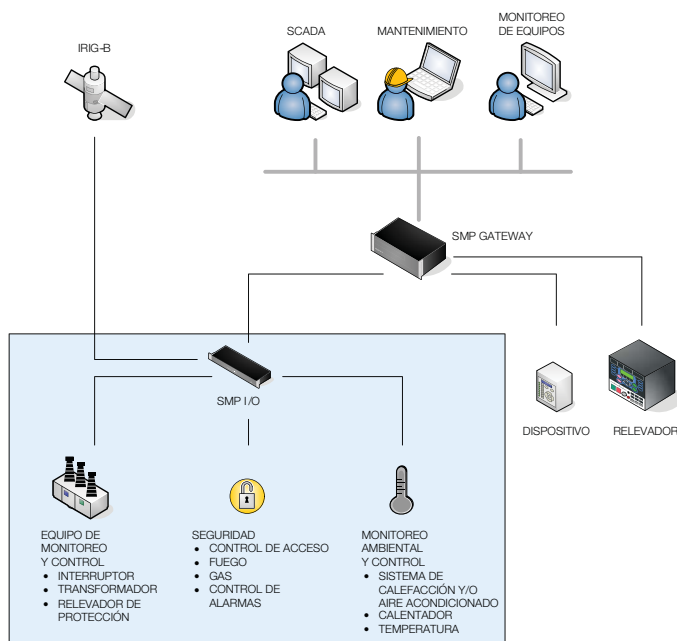 IRIG-B
SCADA
MANTENIMIENTO
MONITOREO
DE EQUIPOS
SMP GATEWAY
SMP I/O
DISPOSITIVO
RELEVADOR
EQUIPO DE
MONITOREO
Y CONTROL
• INTERRUPTOR
• TRANSFORMADOR
• RELEVADOR DE
PROTECCIÓN
SEGURIDAD
• CONTROL DE ACCESO
• FUEGO
• GAS
• CONTROL DE
ALARMAS
MONITOREO
AMBIENTAL
Y CONTROL
• SISTEMA DE
CALEFACCIÓN Y/O
AIRE ACONDICIONADO
• CALENTADOR
• TEMPERATURA